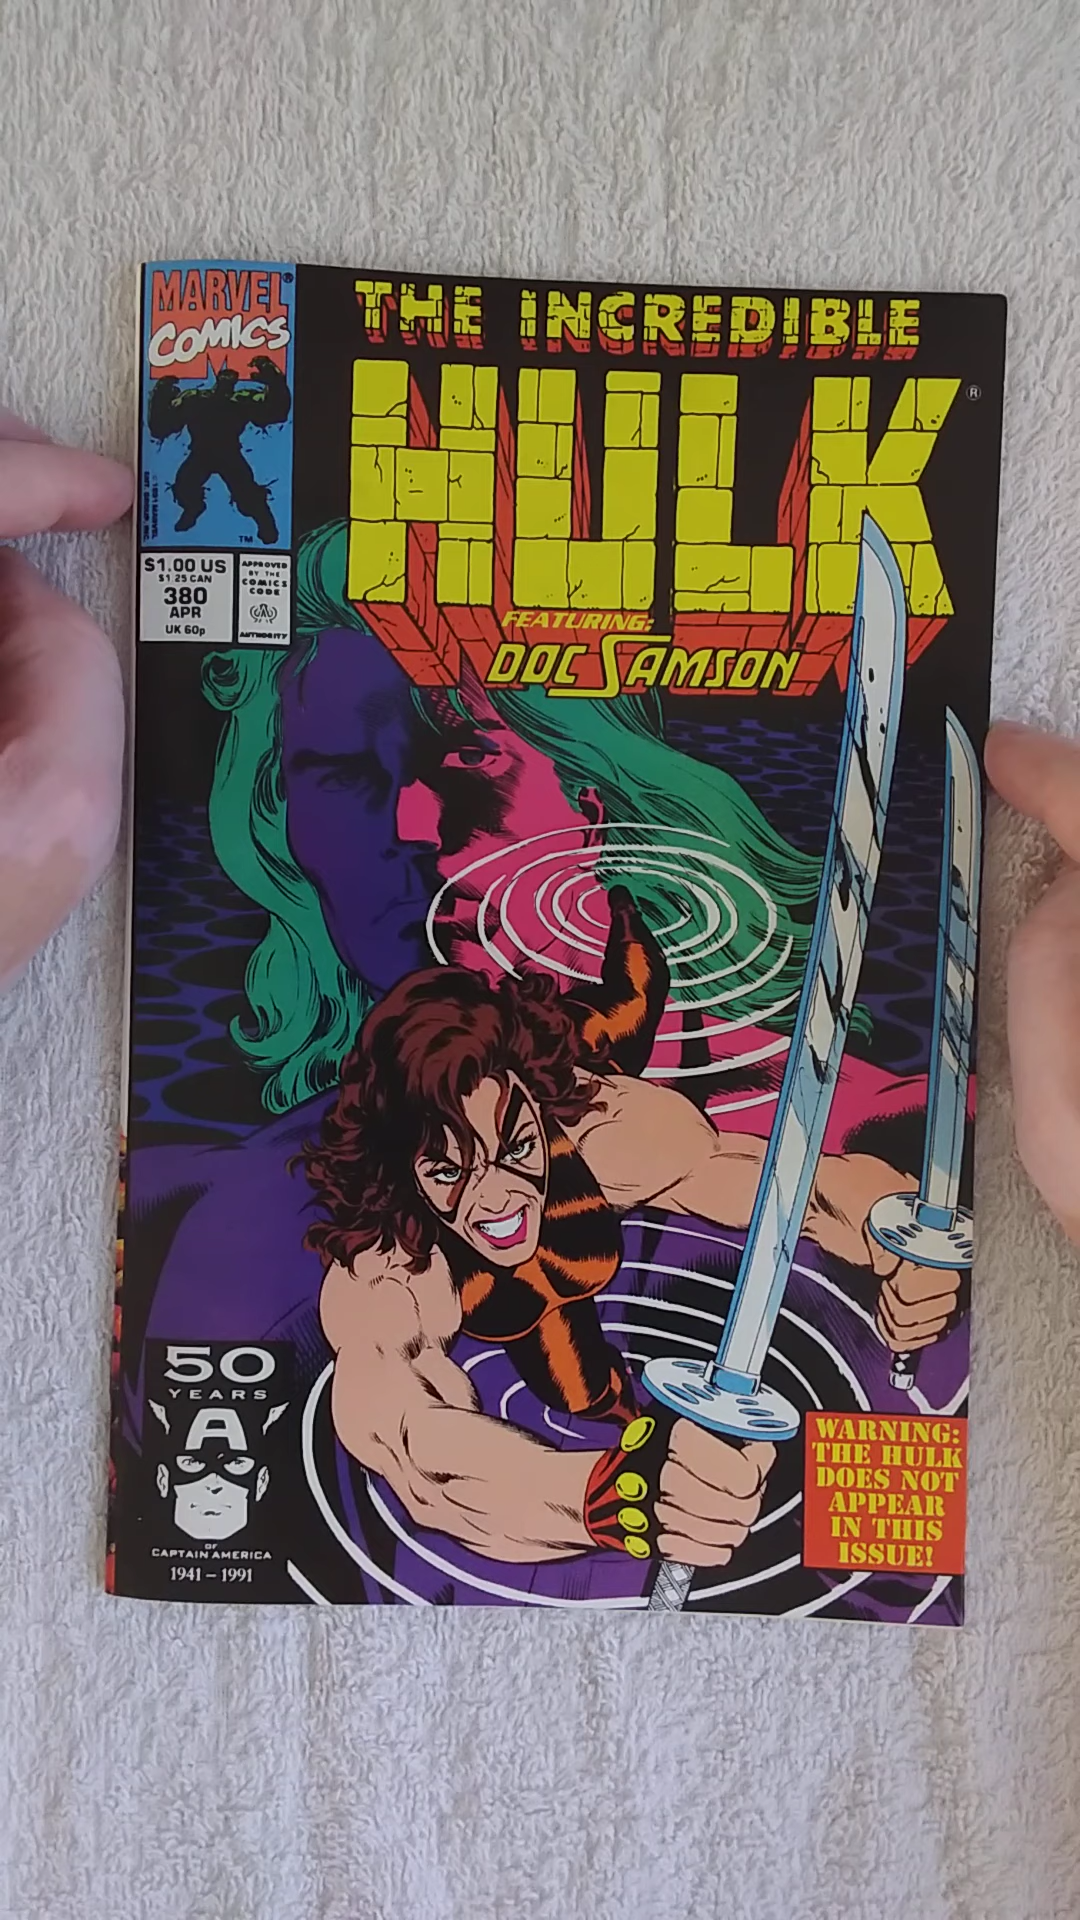 MARVEL®
COMICS
THE INCREDIBLE
HULK®
TM
$1.00 US
$1.25 CAN
380
APR
UK 60p
APPROVED
BY THE
COMICS
CODE
AUTHORITY
FEATURING:
DOC SAMSON
50
YEARS
A
OF
CAPTAIN AMERICA
1941 – 1991
WARNING:
THE HULK
DOES NOT
APPEAR
IN THIS
ISSUE!